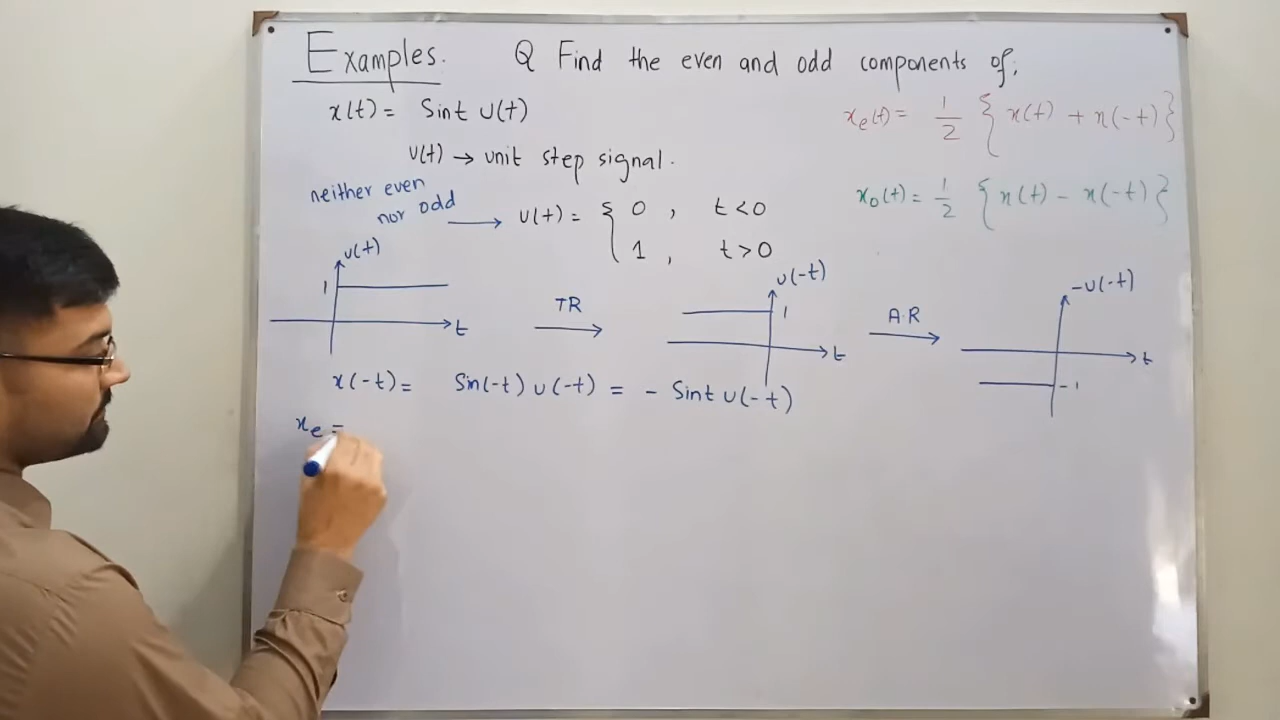 Examples. Q Find the even and odd components of;
x(t) = Sint u(t)
xe(t) = 1/2 { x(t) + x(-t) }
u(t) → unit step signal.
neither even
nor odd → u(t) = { 0 , t < 0
1 , t > 0
xo(t) = 1/2 { x(t) - x(-t) }
u(t)
1
t
TR
u(-t)
1
t
A.R
-u(-t)
t
-1
x(-t) = Sin(-t) u(-t) = - Sint u(-t)
xe =